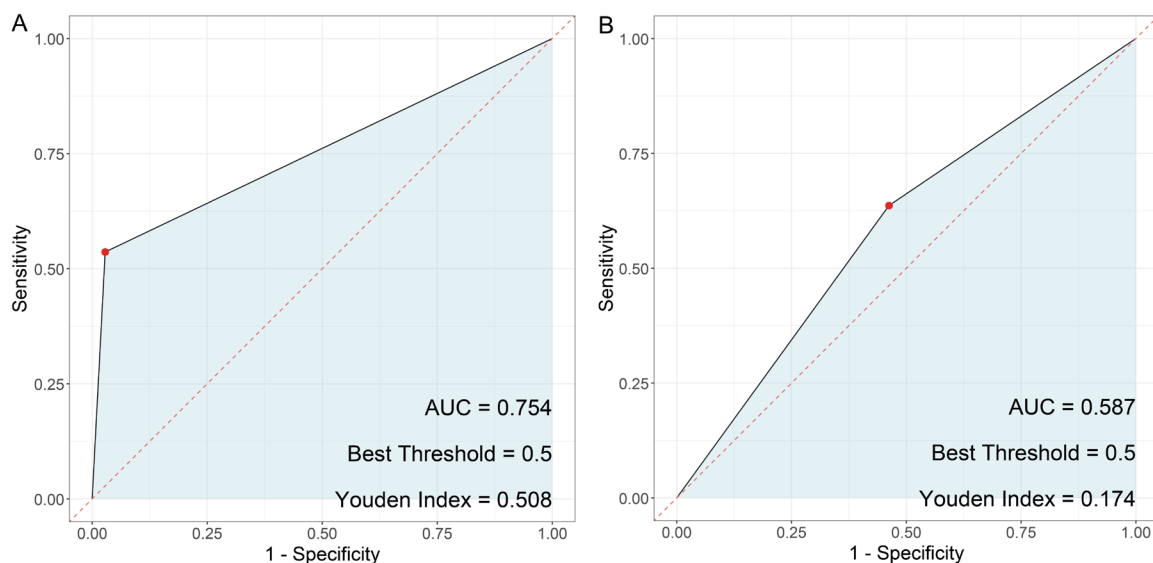 A
1.00
0.75
0.50
0.25
0.00
Sensitivity
AUC = 0.754
Best Threshold = 0.5
Youden Index = 0.508
0.00 0.25 0.50 0.75 1.00
1 - Specificity
B
1.00
0.75
0.50
0.25
0.00
Sensitivity
AUC = 0.587
Best Threshold = 0.5
Youden Index = 0.174
0.00 0.25 0.50 0.75 1.00
1 - Specificity